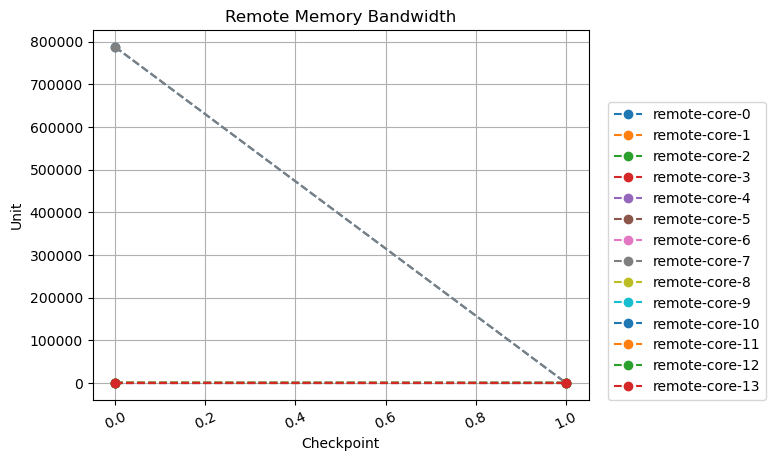 Remote Memory Bandwidth
800000
700000
600000
500000
400000
300000
200000
100000
0
Unit
0.0
0.2
0.4
0.6
0.8
1.0
Checkpoint
remote-core-0
remote-core-1
remote-core-2
remote-core-3
remote-core-4
remote-core-5
remote-core-6
remote-core-7
remote-core-8
remote-core-9
remote-core-10
remote-core-11
remote-core-12
remote-core-13